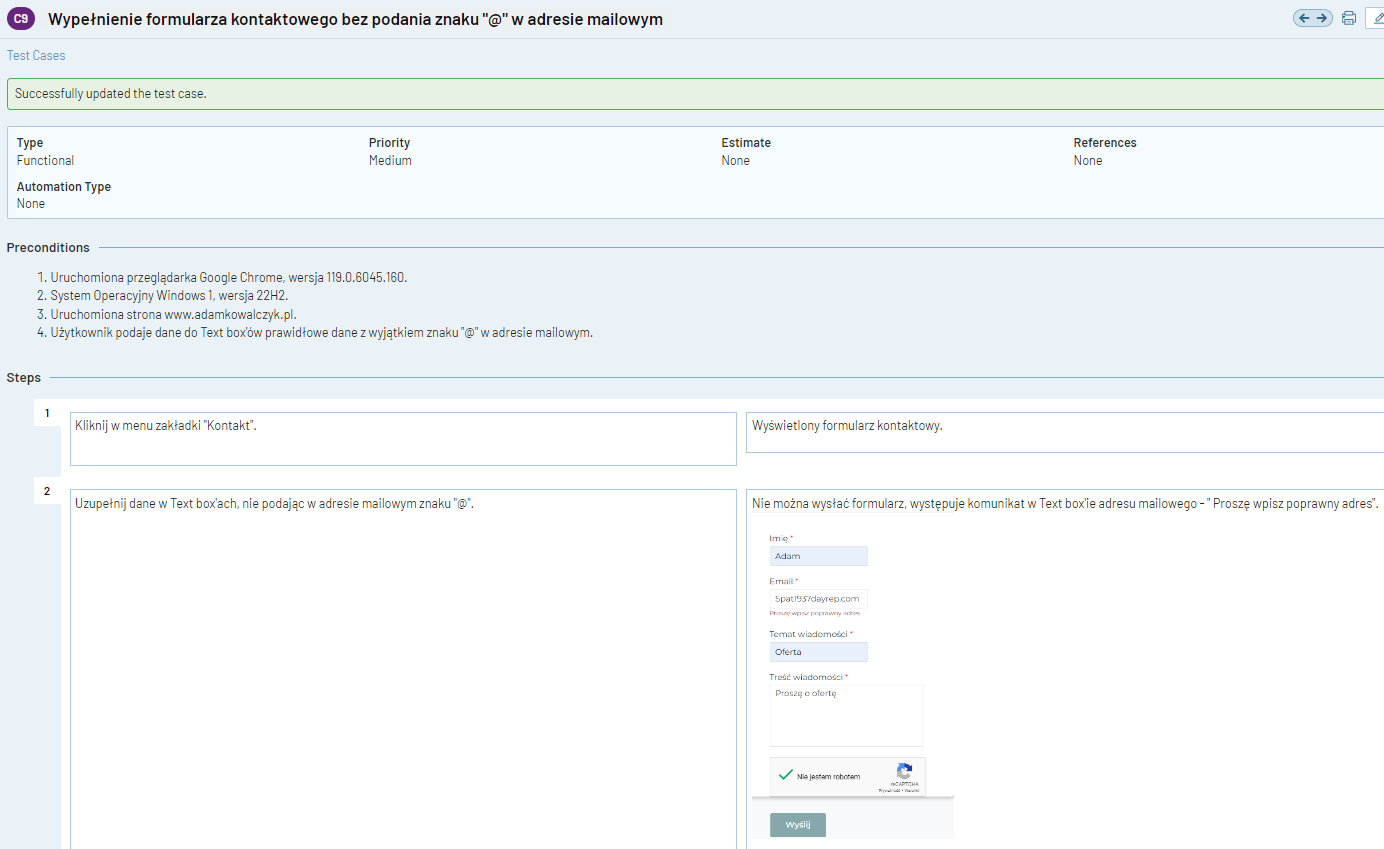 C9 Wypełnienie formularza kontaktowego bez podania znaku "@" w adresie mailowym
Test Cases
Successfully updated the test case.
Type Priority Estimate References
Functional Medium None None
Automation Type
None
Preconditions
1. Uruchomiona przeglądarka Google Chrome, wersja 119.0.6045.160.
2. System Operacyjny Windows 1, wersja 22H2.
3. Uruchomiona strona www.adamkowalczyk.pl.
4. Użytkownik podaje dane do Text box'ów prawidłowe dane z wyjątkiem znaku "@" w adresie mailowym.
Steps
1
Kliknij w menu zakładki "Kontakt".
Wyświetlony formularz kontaktowy.
2
Uzupełnij dane w Text box'ach, nie podając w adresie mailowym znaku "@".
Nie można wysłać formularz, występuje komunikat w Text box'ie adresu mailowego - " Proszę wpisz poprawny adres".
Imię *
Adam
Email *
Spat1937dayrep.com
Proszę wpisz poprawny adres
Temat wiadomości *
Oferta
Treść wiadomości *
Proszę o ofertę
Nie jestem robotem
reCAPTCHA
Prywatność - Warunki
Wyślij